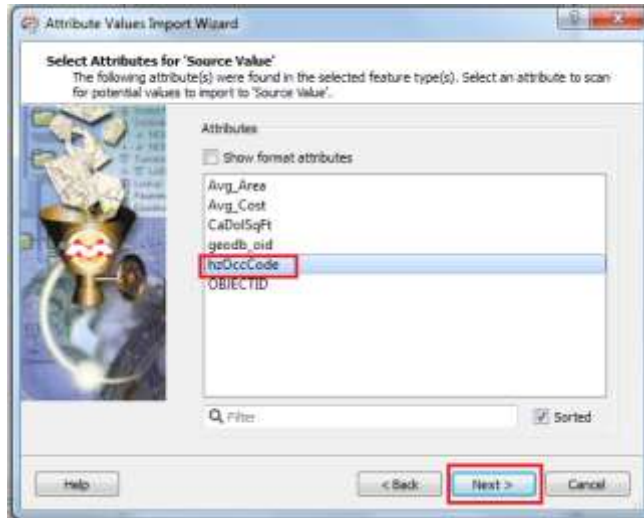 Attribute Values Import Wizard
Select Attributes for 'Source Value'
The following attribute(s) were found in the selected feature type(s). Select an attribute to scan
for potential values to import to 'Source Value'.
Attributes
Show format attributes
Avg_Area
Avg_Cost
CaDolSqFt
geodb_oid
hzOccCode
OBJECTID
Filter
Sorted
Help
< Back
Next >
Cancel